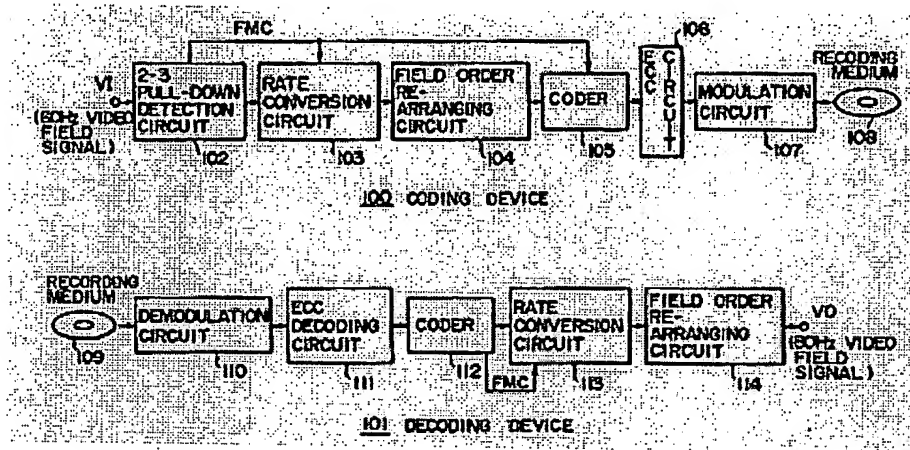 FMC
106
VI
(60Hz VIDEO
FIELD
SIGNAL)
2-3
PULL-DOWN
DETECTION
CIRCUIT
102
RATE
CONVERSION
CIRCUIT
103
FIELD ORDER
RE-
ARRANGING
CIRCUIT
104
CODER
105
ECC
CIRCUIT
MODULATION
CIRCUIT
107
RECODING
MEDIUM
108
100 CODING DEVICE
RECORDING
MEDIUM
109
DEMODULATION
CIRCUIT
110
ECC
DECODING
CIRCUIT
111
CODER
112
FMC
RATE
CONVERSION
CIRCUIT
113
FIELD ORDER
RE-
ARRANGING
CIRCUIT
114
VO
(60Hz VIDEO
FIELD
SIGNAL)
101 DECODING DEVICE